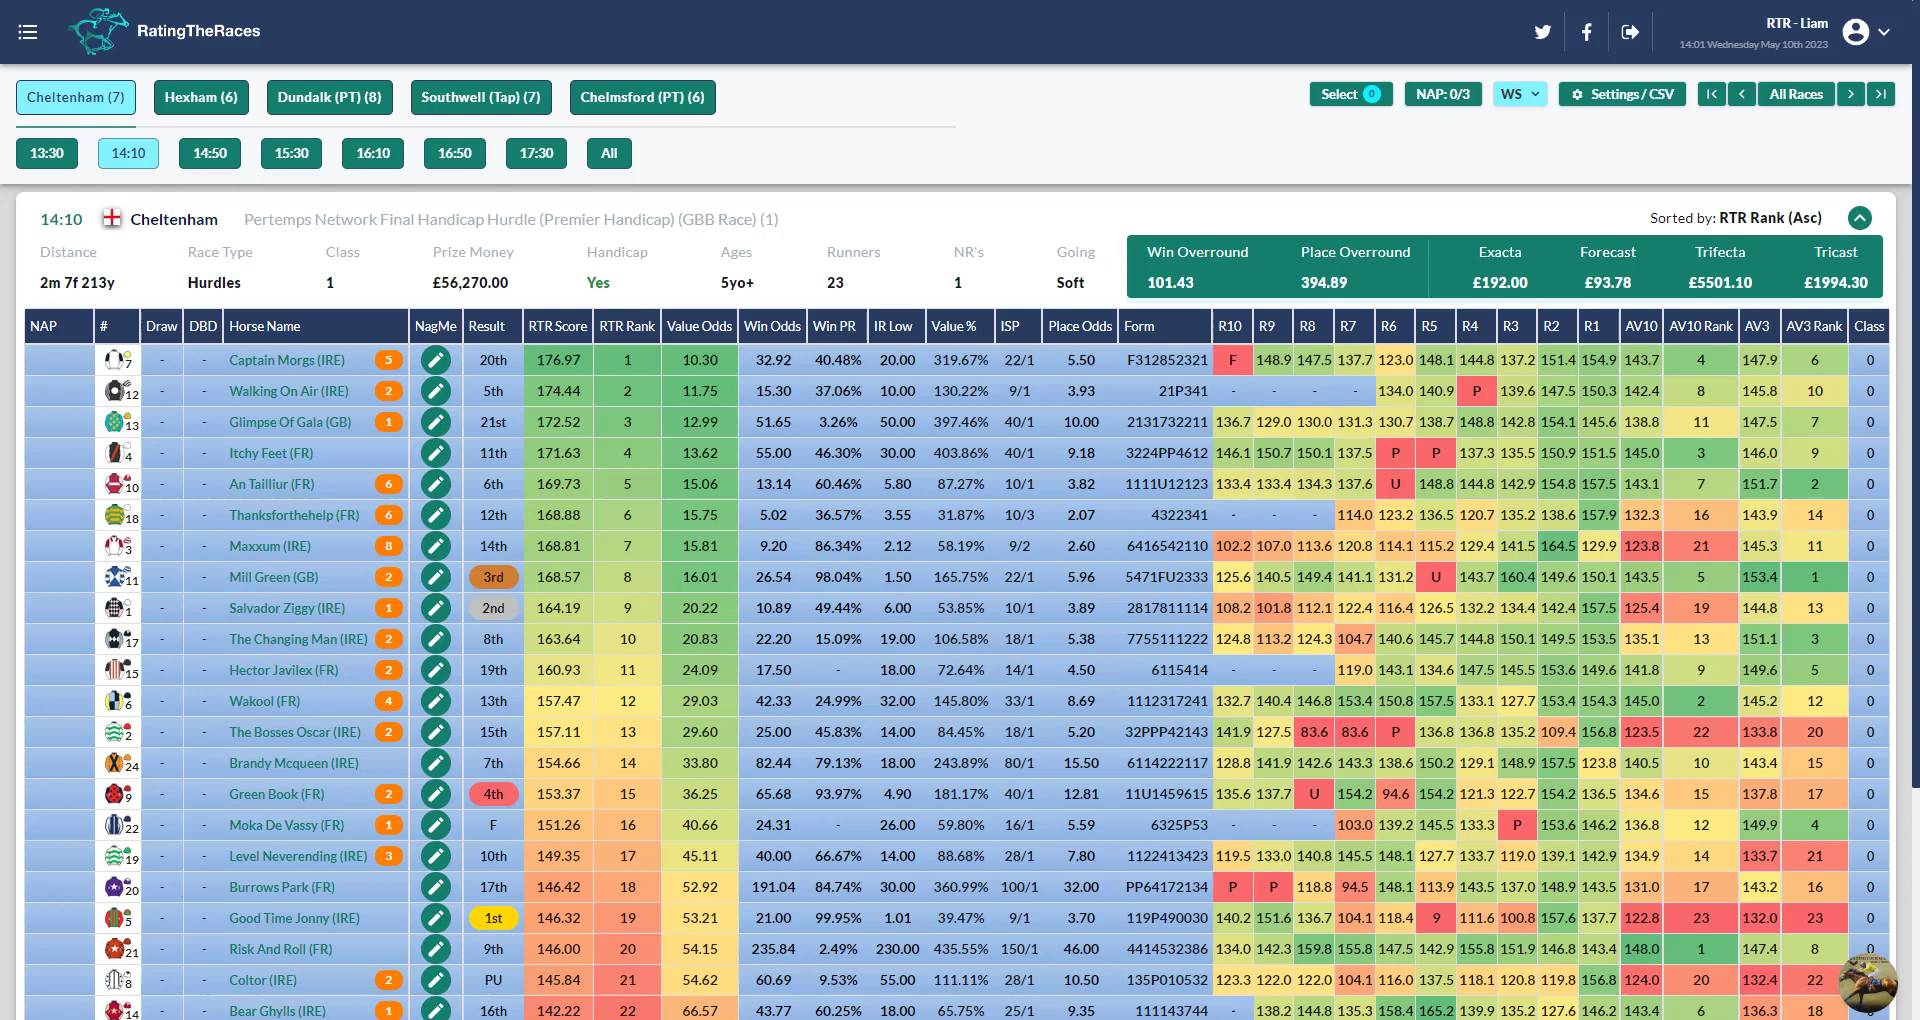 RatingTheRaces
RTR - Liam
14:01 Wednesday May 10th 2023
Cheltenham (7) Hexham (6) Dundalk (PT) (8) Southwell (Tap) (7) Chelmsford (PT) (6) Select 0 NAP: 0/3 WS Settings / CSV All Races
13:30 14:10 14:50 15:30 16:10 16:50 17:30 All
14:10 Cheltenham Pertemps Network Final Handicap Hurdle (Premier Handicap) (GBB Race) (1) Sorted by: RTR Rank (Asc)
Distance Race Type Class Prize Money Handicap Ages Runners NR's Going Win Overround Place Overround Exacta Forecast Trifecta Tricast
2m 7f 213y Hurdles 1 £56,270.00 Yes 5yo+ 23 1 Soft 101.43 394.89 £192.00 £93.78 £5501.10 £1994.30
NAP # Draw DBD Horse Name NagMe Result RTR Score RTR Rank Value Odds Win Odds Win PR IR Low Value % ISP Place Odds Form R10 R9 R8 R7 R6 R5 R4 R3 R2 R1 AV10 AV10 Rank AV3 AV3 Rank Class
7 - - Captain Morgs (IRE) 5 20th 176.97 1 10.30 32.92 40.48% 20.00 319.67% 22/1 5.50 F312852321 F 148.9 147.5 137.7 123.0 148.1 144.8 137.2 151.4 154.9 143.7 4 147.9 6 0
12 - - Walking On Air (IRE) 2 5th 174.44 2 11.75 15.30 37.06% 10.00 130.22% 9/1 3.93 21P341 - - - - 134.0 140.9 P 139.6 147.5 150.3 142.4 8 145.8 10 0
13 - - Glimpse Of Gala (GB) 1 21st 172.52 3 12.99 51.65 3.26% 50.00 397.46% 40/1 10.00 2131732211 136.7 129.0 130.0 131.3 130.7 138.7 148.8 142.8 154.1 145.6 138.8 11 147.5 7 0
4 - - Itchy Feet (FR) 11th 171.63 4 13.62 55.00 46.30% 30.00 403.86% 40/1 9.18 3224PP4612 146.1 150.7 150.1 137.5 P P 137.3 135.5 150.9 151.5 145.0 3 146.0 9 0
10 - - An Tailliur (FR) 6 6th 169.73 5 15.06 13.14 60.46% 5.80 87.27% 10/1 3.82 1111U12123 133.4 133.4 134.3 137.6 U 148.8 144.8 142.9 154.8 157.5 143.1 7 151.7 2 0
18 - - Thanksforthehelp (FR) 6 12th 168.88 6 15.75 5.02 36.57% 3.55 31.87% 10/3 2.07 4322341 - - - 114.0 123.2 136.5 120.7 135.2 138.6 157.9 132.3 16 143.9 14 0
3 - - Maxxum (IRE) 8 14th 168.81 7 15.81 9.20 86.34% 2.12 58.19% 9/2 2.60 6416542110 102.2 107.0 113.6 120.8 114.1 115.2 129.4 141.5 164.5 129.9 123.8 21 145.3 11 0
11 - - Mill Green (GB) 2 3rd 168.57 8 16.01 26.54 98.04% 1.50 165.75% 22/1 5.96 5471FU2333 125.6 140.5 149.4 141.1 131.2 U 143.7 160.4 149.6 150.1 143.5 5 153.4 1 0
1 - - Salvador Ziggy (IRE) 1 2nd 164.19 9 20.22 10.89 49.44% 6.00 53.85% 10/1 3.89 2817811114 108.2 101.8 112.1 122.4 116.4 126.5 132.2 134.4 142.4 157.5 125.4 19 144.8 13 0
17 - - The Changing Man (IRE) 2 8th 163.64 10 20.83 22.20 15.09% 19.00 106.58% 18/1 5.38 7755111222 124.8 113.2 124.3 104.7 140.6 145.7 144.8 150.1 149.5 153.5 135.1 13 151.1 3 0
15 - - Hector Javilex (FR) 2 19th 160.93 11 24.09 17.50 - 18.00 72.64% 14/1 4.50 6115414 - - - 119.0 143.1 134.6 147.5 145.5 153.6 149.6 141.8 9 149.6 5 0
6 - - Wakool (FR) 4 13th 157.47 12 29.03 42.33 24.99% 32.00 145.80% 33/1 8.69 1112317241 132.7 140.4 146.8 153.4 150.8 157.5 133.1 127.7 153.4 154.3 145.0 2 145.2 12 0
2 - - The Bosses Oscar (IRE) 2 15th 157.11 13 29.60 25.00 45.83% 14.00 84.45% 18/1 5.20 32PPP42143 141.9 127.5 83.6 83.6 P 136.8 136.8 135.2 109.4 156.8 123.5 22 133.8 20 0
24 - - Brandy Mcqueen (IRE) 7th 154.66 14 33.80 82.44 79.13% 18.00 243.89% 80/1 15.50 6114222117 128.8 141.9 142.6 143.3 138.6 150.2 129.1 148.9 157.5 123.8 140.5 10 143.4 15 0
9 - - Green Book (FR) 2 4th 153.37 15 36.25 65.68 93.97% 4.90 181.17% 40/1 12.81 11U1459615 135.6 137.7 U 154.2 94.6 154.2 121.3 122.7 154.2 136.5 134.6 15 137.8 17 0
22 - - Moka De Vassy (FR) 1 F 151.26 16 40.66 24.31 - 26.00 59.80% 16/1 5.59 6325P53 - - - 103.0 139.2 145.5 133.3 P 153.6 146.2 136.8 12 149.9 4 0
19 - - Level Neverending (IRE) 3 10th 149.35 17 45.11 40.00 66.67% 14.00 88.68% 28/1 7.80 1122413423 119.5 133.0 140.8 145.5 148.1 127.7 133.7 119.0 139.1 142.9 134.9 14 133.7 21 0
20 - - Burrows Park (FR) 17th 146.42 18 52.92 191.04 84.74% 30.00 360.99% 100/1 32.00 PP64172134 P P 118.8 94.5 148.1 113.9 143.5 137.0 148.9 143.5 131.0 17 143.2 16 0
5 - - Good Time Jonny (IRE) 1st 146.32 19 53.21 21.00 99.95% 1.01 39.47% 9/1 3.70 119P490030 140.2 151.6 136.7 104.1 118.4 9 111.6 100.8 157.6 137.7 122.8 23 132.0 23 0
21 - - Risk And Roll (FR) 9th 146.00 20 54.15 235.84 2.49% 230.00 435.55% 150/1 46.00 4414532386 134.0 142.3 159.8 155.8 147.5 142.9 155.8 151.9 146.8 143.4 148.0 1 147.4 8 0
8 - - Coltor (IRE) 2 PU 145.84 21 54.62 60.69 9.53% 55.00 111.11% 28/1 10.50 135P010532 123.3 122.0 122.0 104.1 116.0 137.5 118.1 120.8 119.8 156.8 124.0 20 132.4 22
14 - - Bear Ghylls (IRE) 1 16th 142.22 22 66.57 43.77 60.25% 18.00 65.75% 25/1 9.35 111143744 - 138.2 144.8 135.3 158.4 165.2 139.9 135.2 127.6 146.2 143.4 6 136.3 18